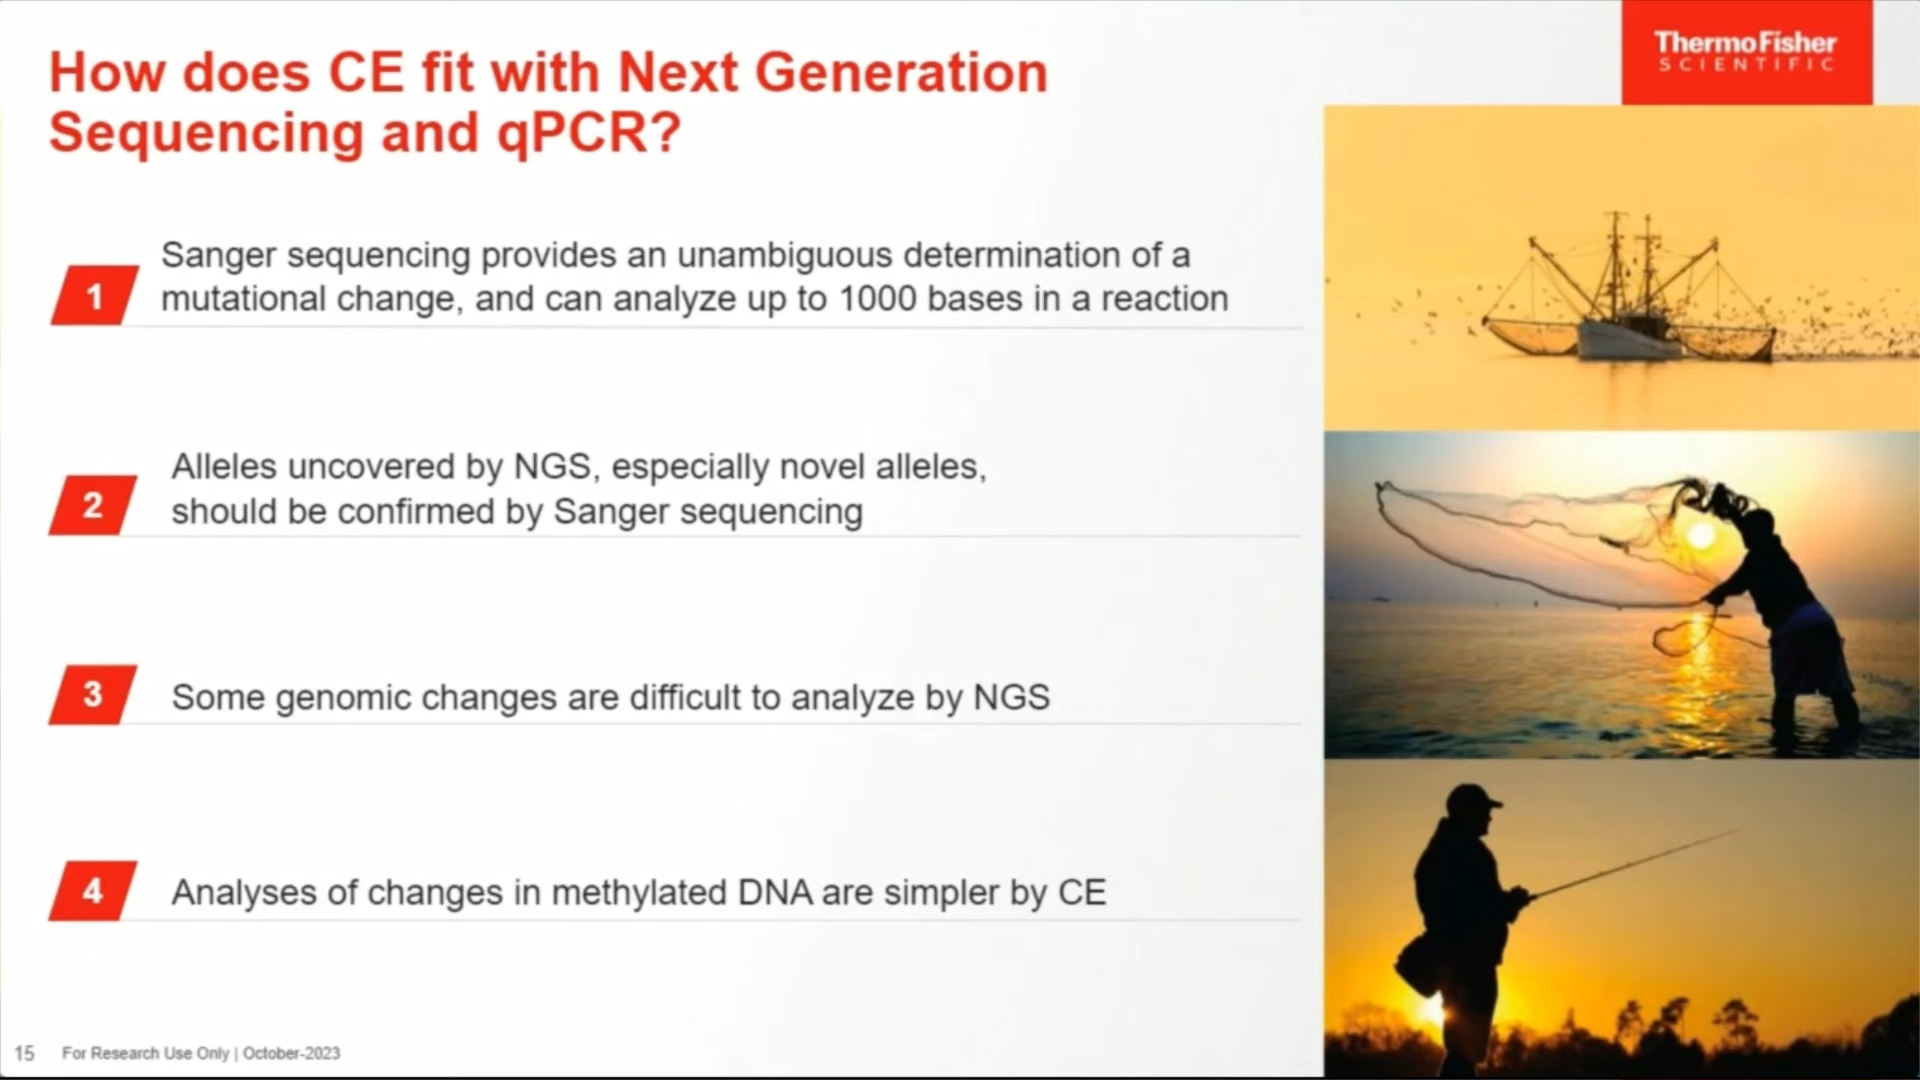 How does CE fit with Next Generation
Sequencing and qPCR?
ThermoFisher
SCIENTIFIC
1
Sanger sequencing provides an unambiguous determination of a
mutational change, and can analyze up to 1000 bases in a reaction
2
Alleles uncovered by NGS, especially novel alleles,
should be confirmed by Sanger sequencing
3
Some genomic changes are difficult to analyze by NGS
4
Analyses of changes in methylated DNA are simpler by CE
15 For Research Use Only | October-2023